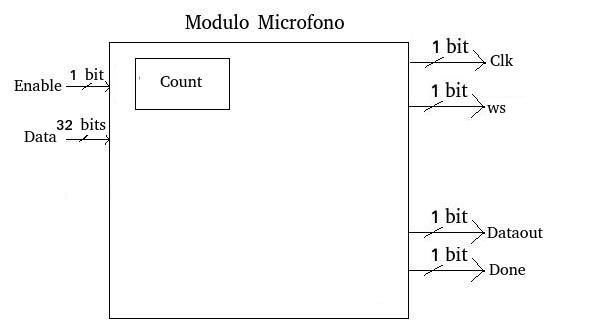 Modulo Microfono
Enable 1 bit
Data 32 bits
Count
1 bit Clk
1 bit ws
1 bit Dataout
1 bit Done